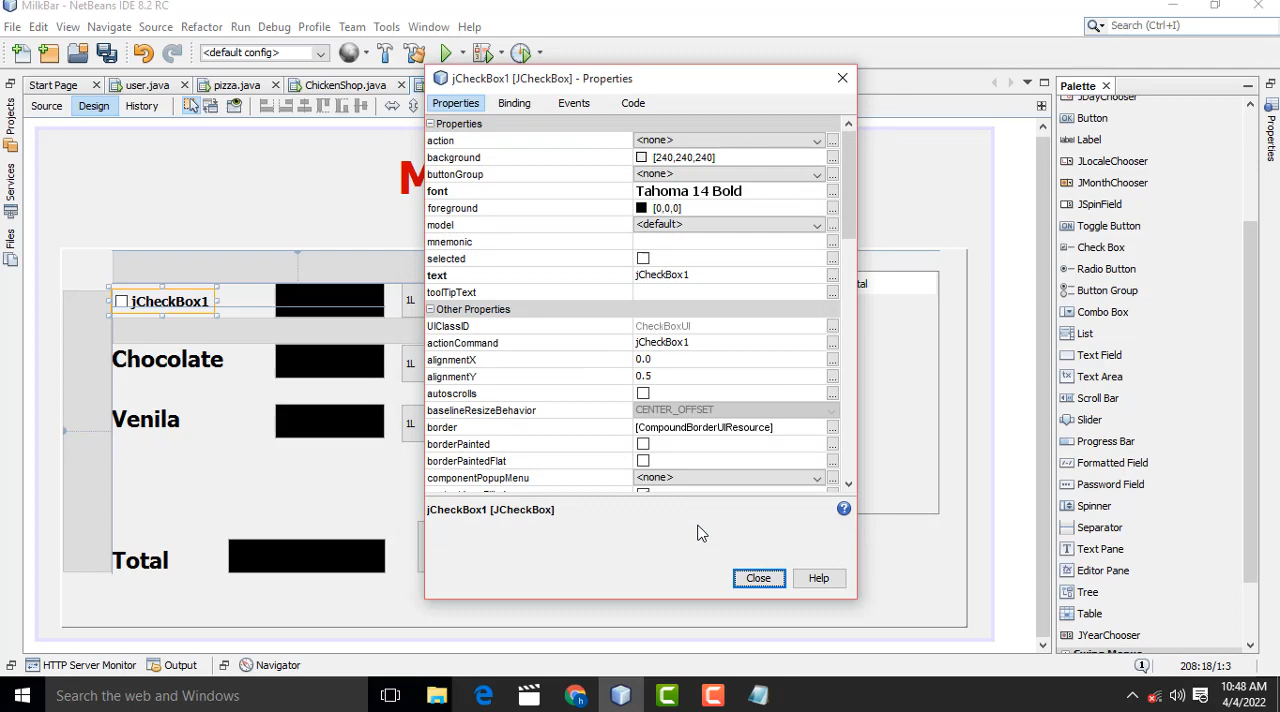 MilkBar - NetBeans IDE 8.2 RC
File Edit View Navigate Source Refactor Run Debug Profile Team Tools Window Help
Search (Ctrl+I)
<default config>
Start Page user.java pizza.java ChickenShop.java
Source Design History
Projects
Services
Files
M
jCheckBox1 1L
Chocolate 1L
Venila 1L
Total
tal
jCheckBox1 [JCheckBox] - Properties
Properties Binding Events Code
Properties
action <none> ...
background [240,240,240] ...
buttonGroup <none> ...
font Tahoma 14 Bold ...
foreground [0,0,0] ...
model <default> ...
mnemonic ...
selected ...
text jCheckBox1 ...
toolTipText ...
Other Properties
UIClassID CheckBoxUI ...
actionCommand jCheckBox1 ...
alignmentX 0.0 ...
alignmentY 0.5 ...
autoscrolls ...
baselineResizeBehavior CENTER_OFFSET ...
border [CompoundBorderUIResource] ...
borderPainted ...
borderPaintedFlat ...
componentPopupMenu <none> ...
jCheckBox1 [JCheckBox]
Close Help
Palette
JDayChooser
Button
Label
JLocaleChooser
JMonthChooser
JSpinField
Toggle Button
Check Box
Radio Button
Button Group
Combo Box
List
Text Field
Text Area
Scroll Bar
Slider
Progress Bar
Formatted Field
Password Field
Spinner
Separator
Text Pane
Editor Pane
Tree
Table
JYearChooser
Swing Menus
Properties
HTTP Server Monitor Output Navigator
1 208:18/1:3
Search the web and Windows
10:48 AM
4/4/2022